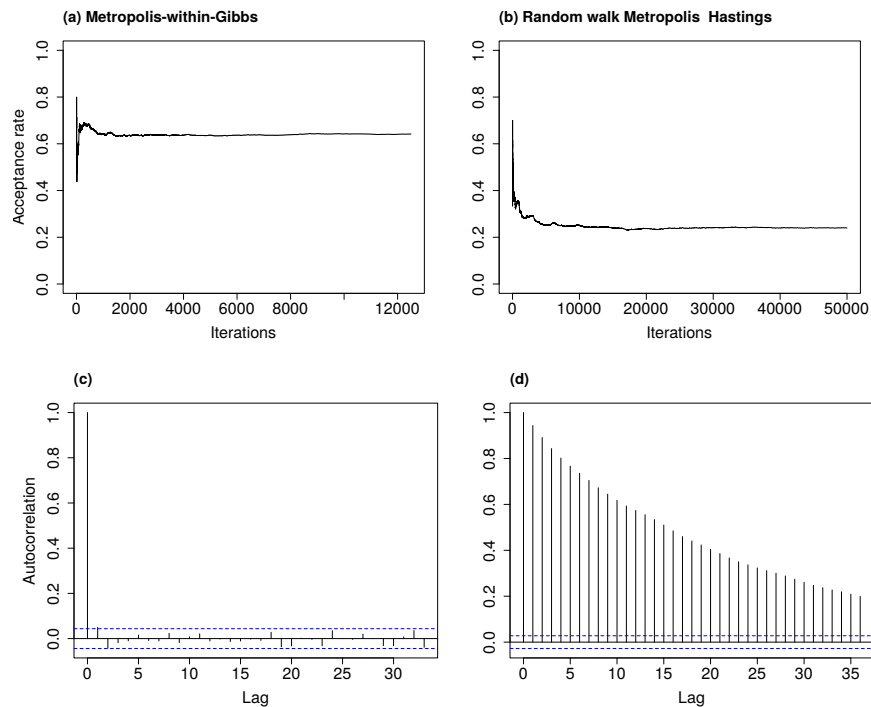 (a) Metropolis-within-Gibbs
Acceptance rate
0.0 0.2 0.4 0.6 0.8 1.0
0 2000 4000 6000 8000 12000
Iterations
(b) Random walk Metropolis Hastings
0.0 0.2 0.4 0.6 0.8 1.0
0 10000 20000 30000 40000 50000
Iterations
(c)
Autocorrelation
0.0 0.2 0.4 0.6 0.8 1.0
0 5 10 15 20 25 30
Lag
(d)
0.0 0.2 0.4 0.6 0.8 1.0
0 5 10 15 20 25 30 35
Lag